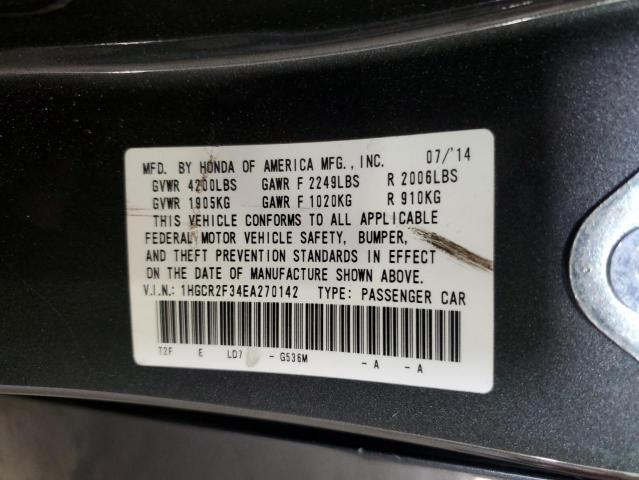 MFD. BY HONDA OF AMERICA MFG., INC. 07/'14
GVWR 4200LBS GAWR F 2249LBS R 2006LBS
GVWR 1905KG GAWR F 1020KG R 910KG
THIS VEHICLE CONFORMS TO ALL APPLICABLE
FEDERAL MOTOR VEHICLE SAFETY, BUMPER,
AND THEFT PREVENTION STANDARDS IN EFFECT
ON THE DATE OF MANUFACTURE SHOWN ABOVE.
V.I.N.: 1HGCR2F34EA270142 TYPE: PASSENGER CAR
T2F E LD7 - G536M - A - A